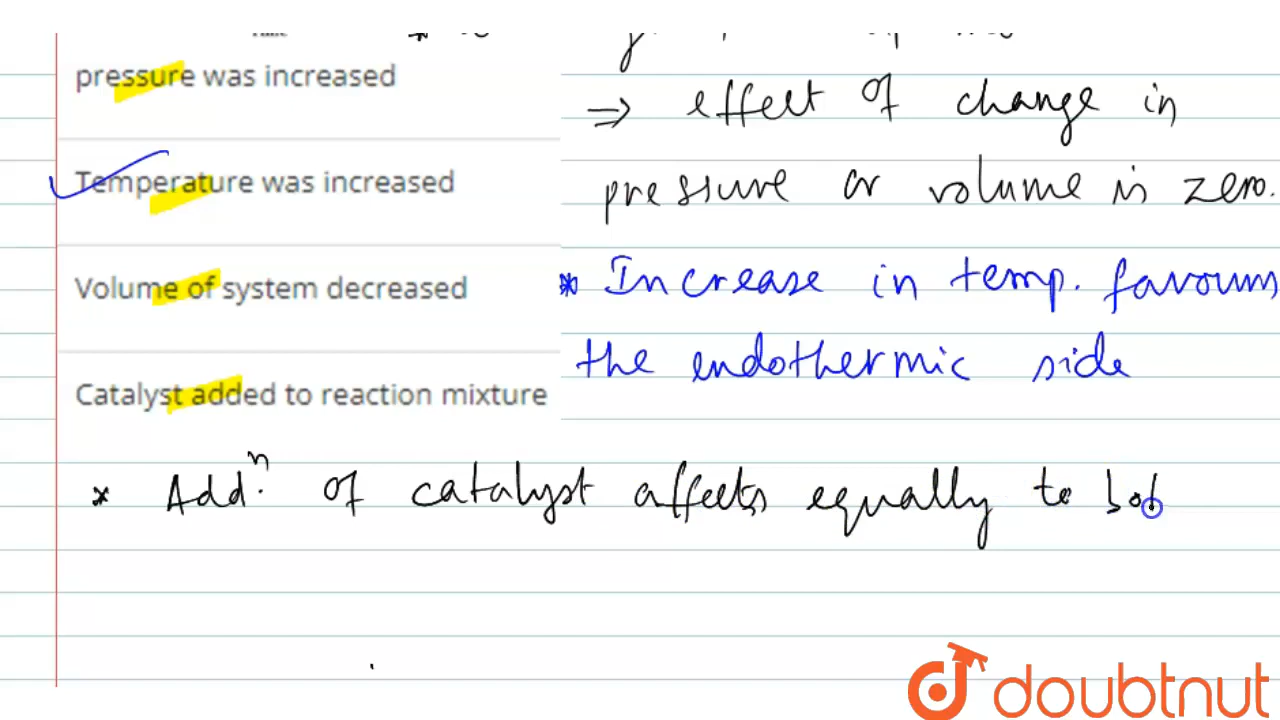 pressure was increased
⇒ effect of change in
Temperature was increased
pressure or volume is zero.
Volume of system decreased
* Increase in temp. favours
the endothermic side
Catalyst added to reaction mixture
* Addⁿ. of catalyst affects equally to bot
doubtnut